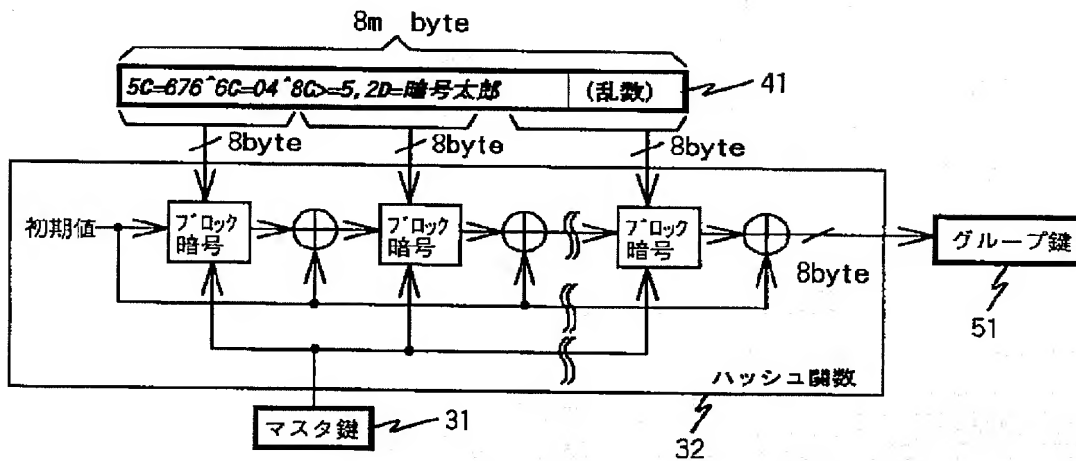 8m byte
5C=676^6C=04^8C>=5,2D=暗号太郎 (乱数)
41
8byte 8byte 8byte
初期値
ブロック暗号 ブロック暗号 ブロック暗号
8byte
グループ鍵
51
ハッシュ関数
マスタ鍵
31
32